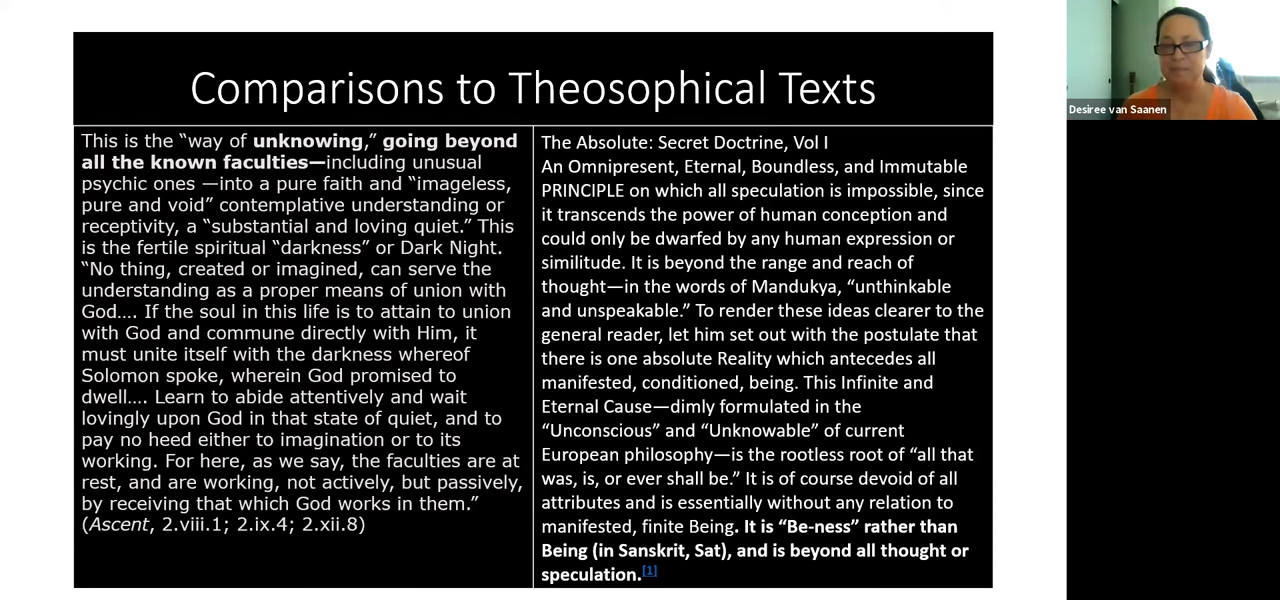 Comparisons to Theosophical Texts
This is the “way of unknowing,” going beyond
all the known faculties—including unusual
psychic ones —into a pure faith and “imageless,
pure and void” contemplative understanding or
receptivity, a “substantial and loving quiet.” This
is the fertile spiritual “darkness” or Dark Night.
“No thing, created or imagined, can serve the
understanding as a proper means of union with
God…. If the soul in this life is to attain to union
with God and commune directly with Him, it
must unite itself with the darkness whereof
Solomon spoke, wherein God promised to
dwell…. Learn to abide attentively and wait
lovingly upon God in that state of quiet, and to
pay no heed either to imagination or to its
working. For here, as we say, the faculties are at
rest, and are working, not actively, but passively,
by receiving that which God works in them.”
(Ascent, 2.viii.1; 2.ix.4; 2.xii.8)
The Absolute: Secret Doctrine, Vol I
An Omnipresent, Eternal, Boundless, and Immutable
PRINCIPLE on which all speculation is impossible, since
it transcends the power of human conception and
could only be dwarfed by any human expression or
similitude. It is beyond the range and reach of
thought—in the words of Mandukya, “unthinkable
and unspeakable.” To render these ideas clearer to the
general reader, let him set out with the postulate that
there is one absolute Reality which antecedes all
manifested, conditioned, being. This Infinite and
Eternal Cause—dimly formulated in the
“Unconscious” and “Unknowable” of current
European philosophy—is the rootless root of “all that
was, is, or ever shall be.” It is of course devoid of all
attributes and is essentially without any relation to
manifested, finite Being. It is “Be-ness” rather than
Being (in Sanskrit, Sat), and is beyond all thought or
speculation.[1]
Desiree van Saanen